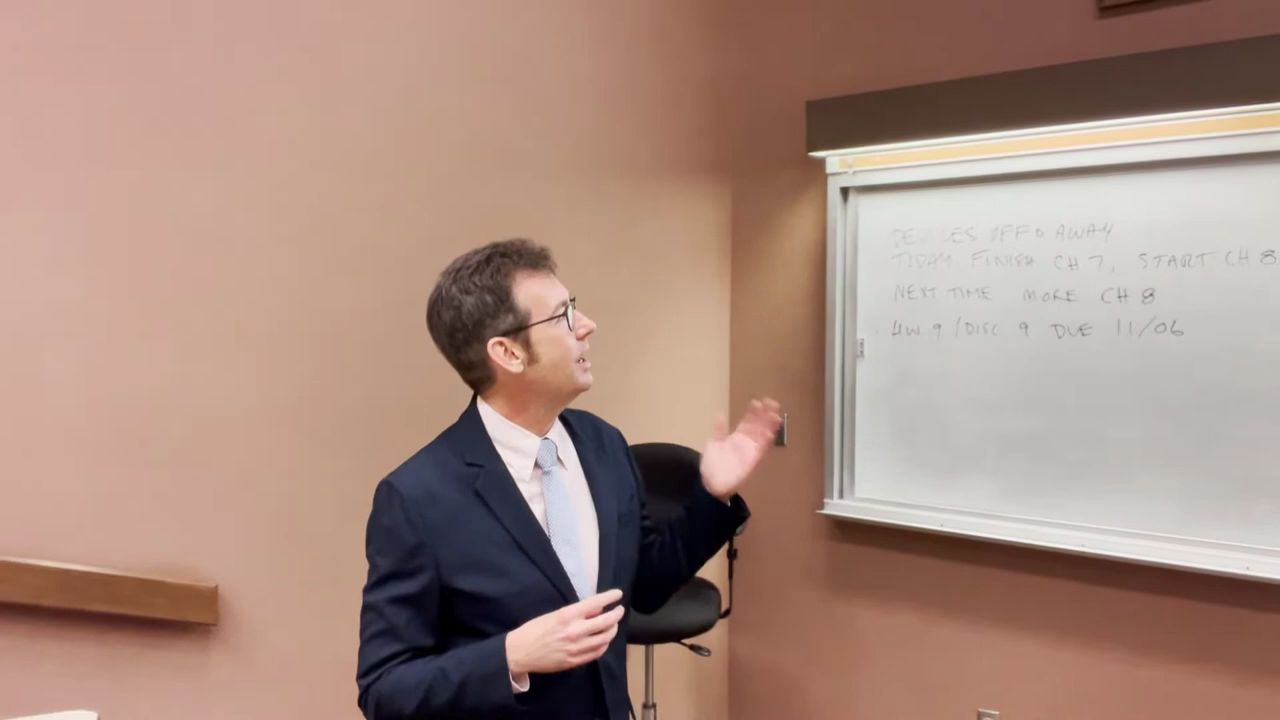 DEVICES OFF & AWAY
TODAY FINISH CH 7, START CH 8
NEXT TIME MORE CH 8
HW 9 / DISC 9 DUE 11/06